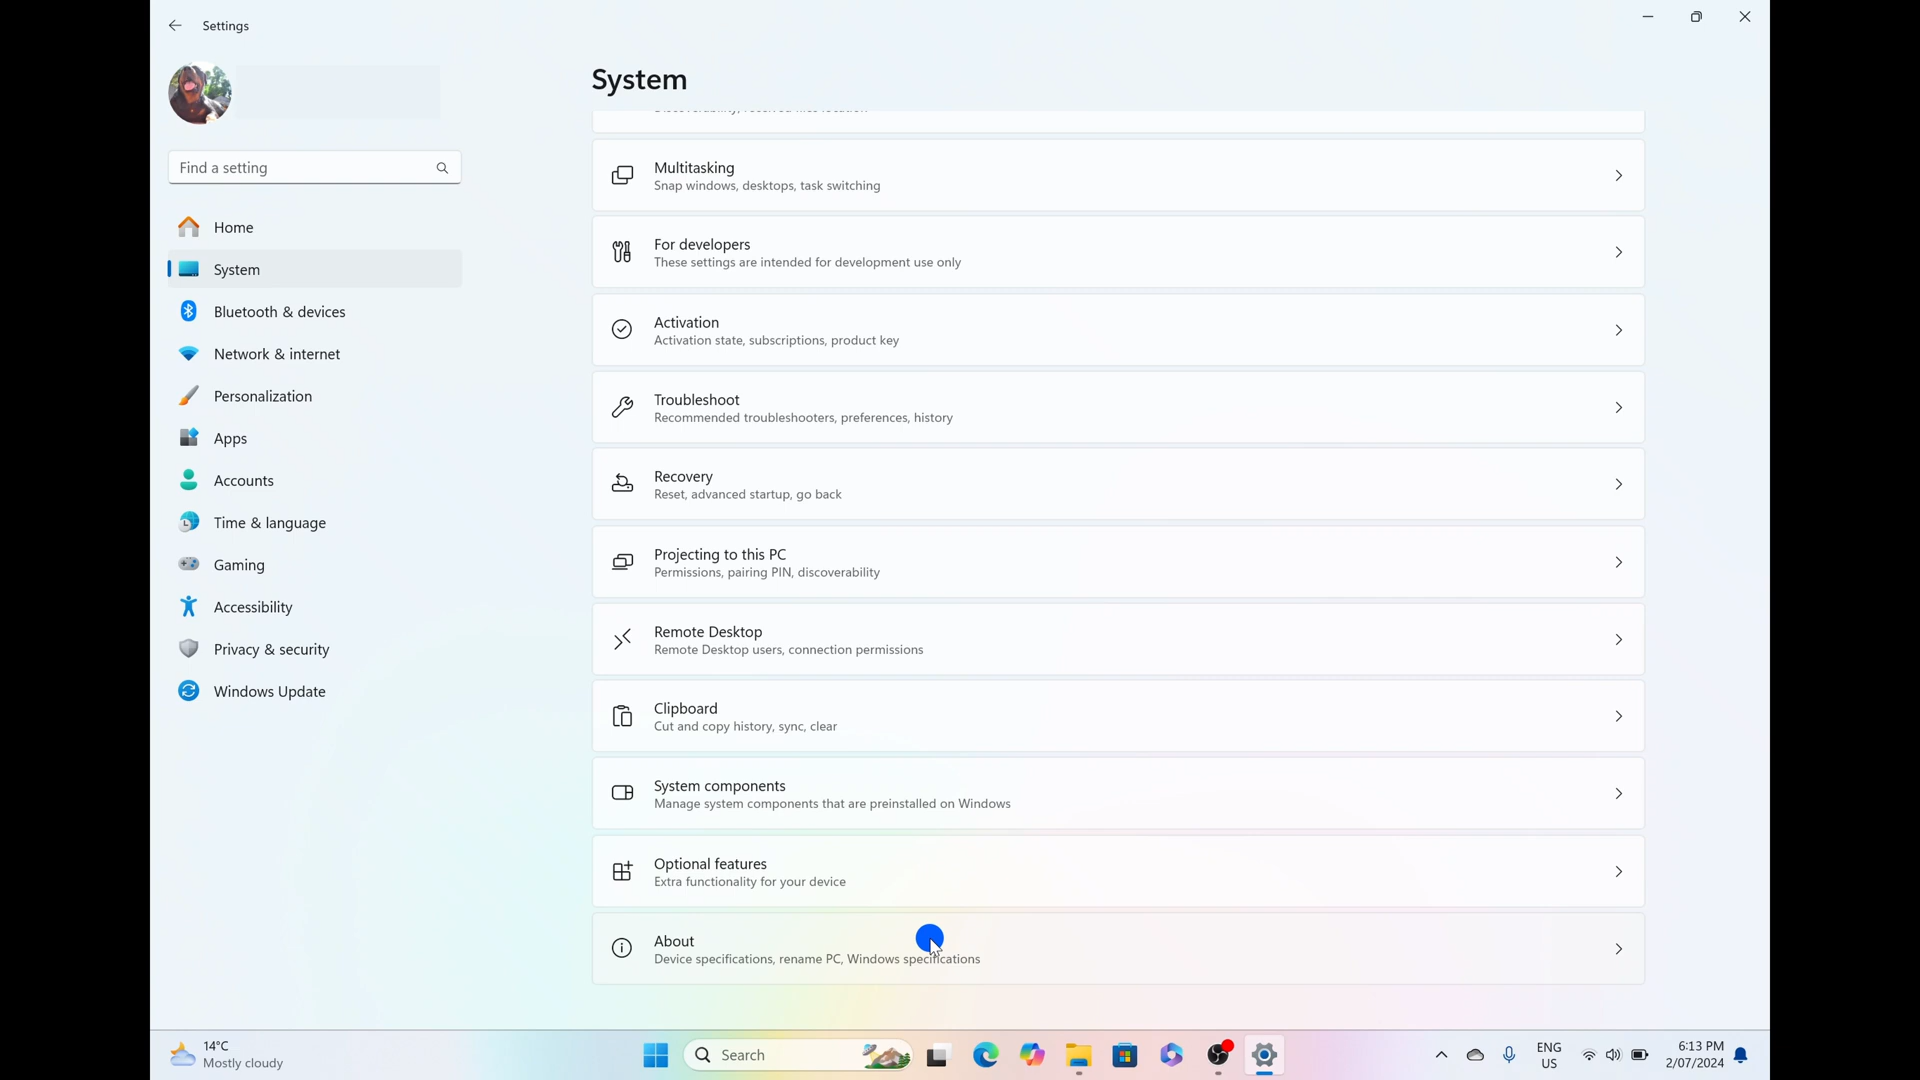 Settings
System
Find a setting
Home
System
Bluetooth & devices
Network & internet
Personalization
Apps
Accounts
Time & language
Gaming
Accessibility
Privacy & security
Windows Update
Multitasking
Snap windows, desktops, task switching
For developers
These settings are intended for development use only
Activation
Activation state, subscriptions, product key
Troubleshoot
Recommended troubleshooters, preferences, history
Recovery
Reset, advanced startup, go back
Projecting to this PC
Permissions, pairing PIN, discoverability
Remote Desktop
Remote Desktop users, connection permissions
Clipboard
Cut and copy history, sync, clear
System components
Manage system components that are preinstalled on Windows
Optional features
Extra functionality for your device
About
Device specifications, rename PC, Windows specifications
14°C
Mostly cloudy
Search
ENG
US
6:13 PM
2/07/2024